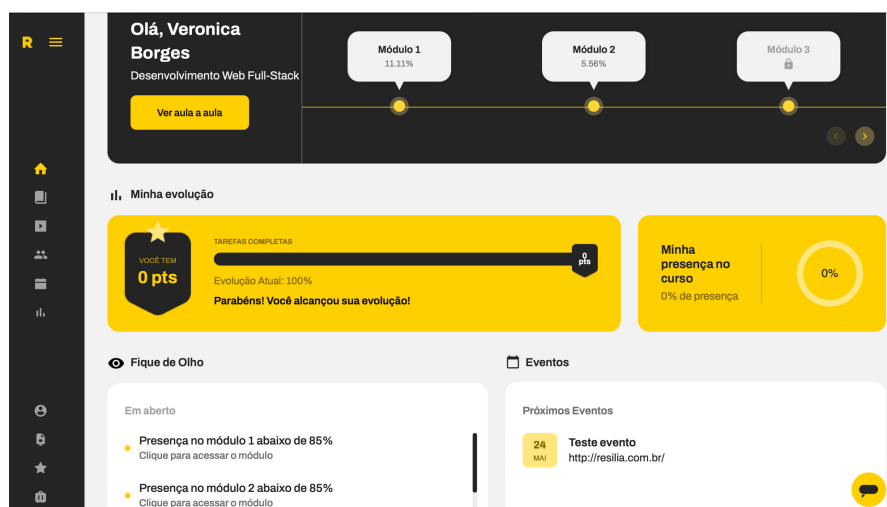 R
Olá, Veronica
Borges
Desenvolvimento Web Full-Stack
Ver aula a aula
Módulo 1
11.11%
Módulo 2
5.56%
Módulo 3
Minha evolução
VOCÊ TEM
0 pts
TAREFAS COMPLETAS
0
pts
Evolução Atual: 100%
Parabéns! Você alcançou sua evolução!
Minha
presença no
curso
0% de presença
0%
Fique de Olho
Em aberto
Presença no módulo 1 abaixo de 85%
Clique para acessar o módulo
Presença no módulo 2 abaixo de 85%
Clique para acessar o módulo
Eventos
Próximos Eventos
24
MAI
Teste evento
http://resilia.com.br/